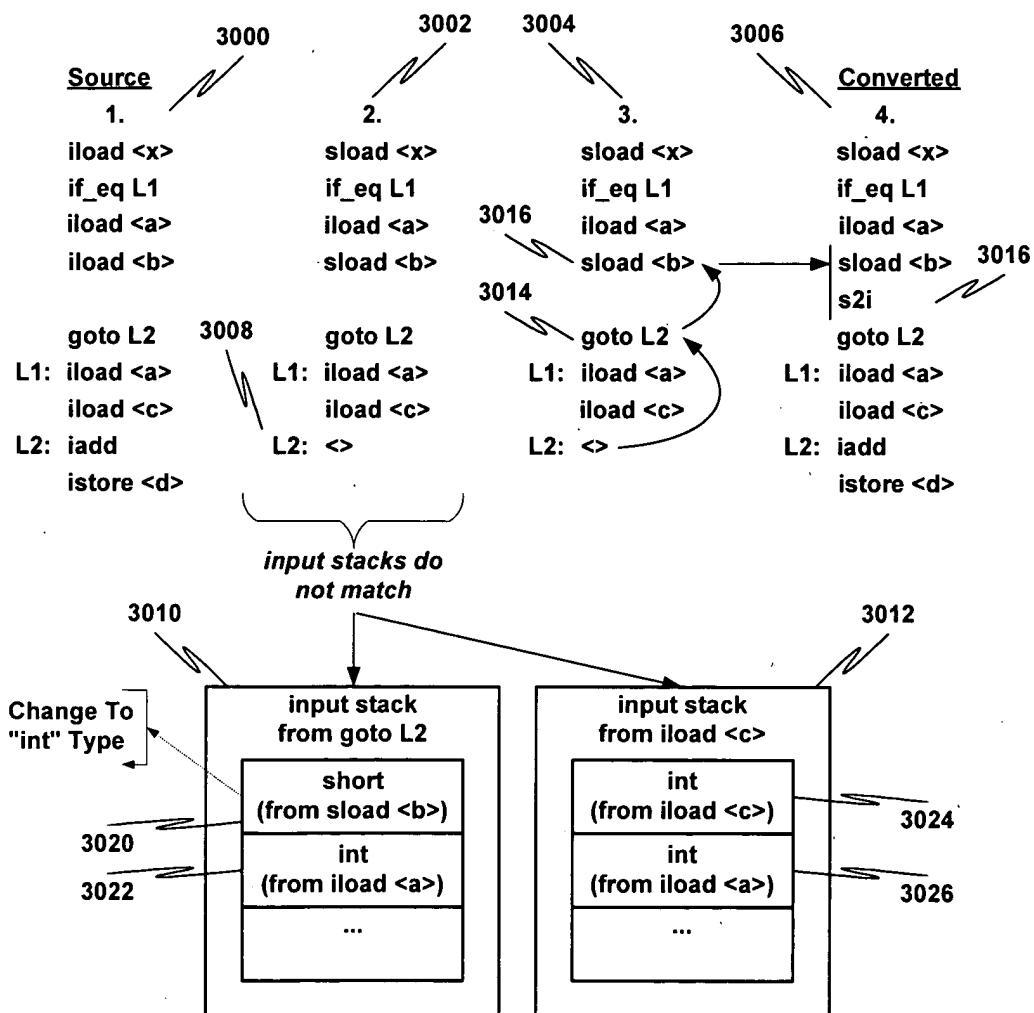 3000
3002
3004
3006
Source
Converted
1.
2.
3.
4.
iload <x>
sload <x>
sload <x>
sload <x>
if_eq L1
if_eq L1
if_eq L1
if_eq L1
iload <a>
iload <a>
iload <a>
iload <a>
3016
iload <b>
sload <b>
sload <b>
sload <b>
3016
s2i
3014
3008
goto L2
goto L2
goto L2
goto L2
L1: iload <a>
L1: iload <a>
L1: iload <a>
L1: iload <a>
iload <c>
iload <c>
iload <c>
iload <c>
L2: iadd
L2: <>
L2: <>
L2: iadd
istore <d>
istore <d>
input stacks do
not match
3010
3012
Change To
"int" Type
input stack
from goto L2
short
(from sload <b>)
int
(from iload <a>)
...
3020
3022
input stack
from iload <c>
int
(from iload <c>)
int
(from iload <a>)
...
3024
3026